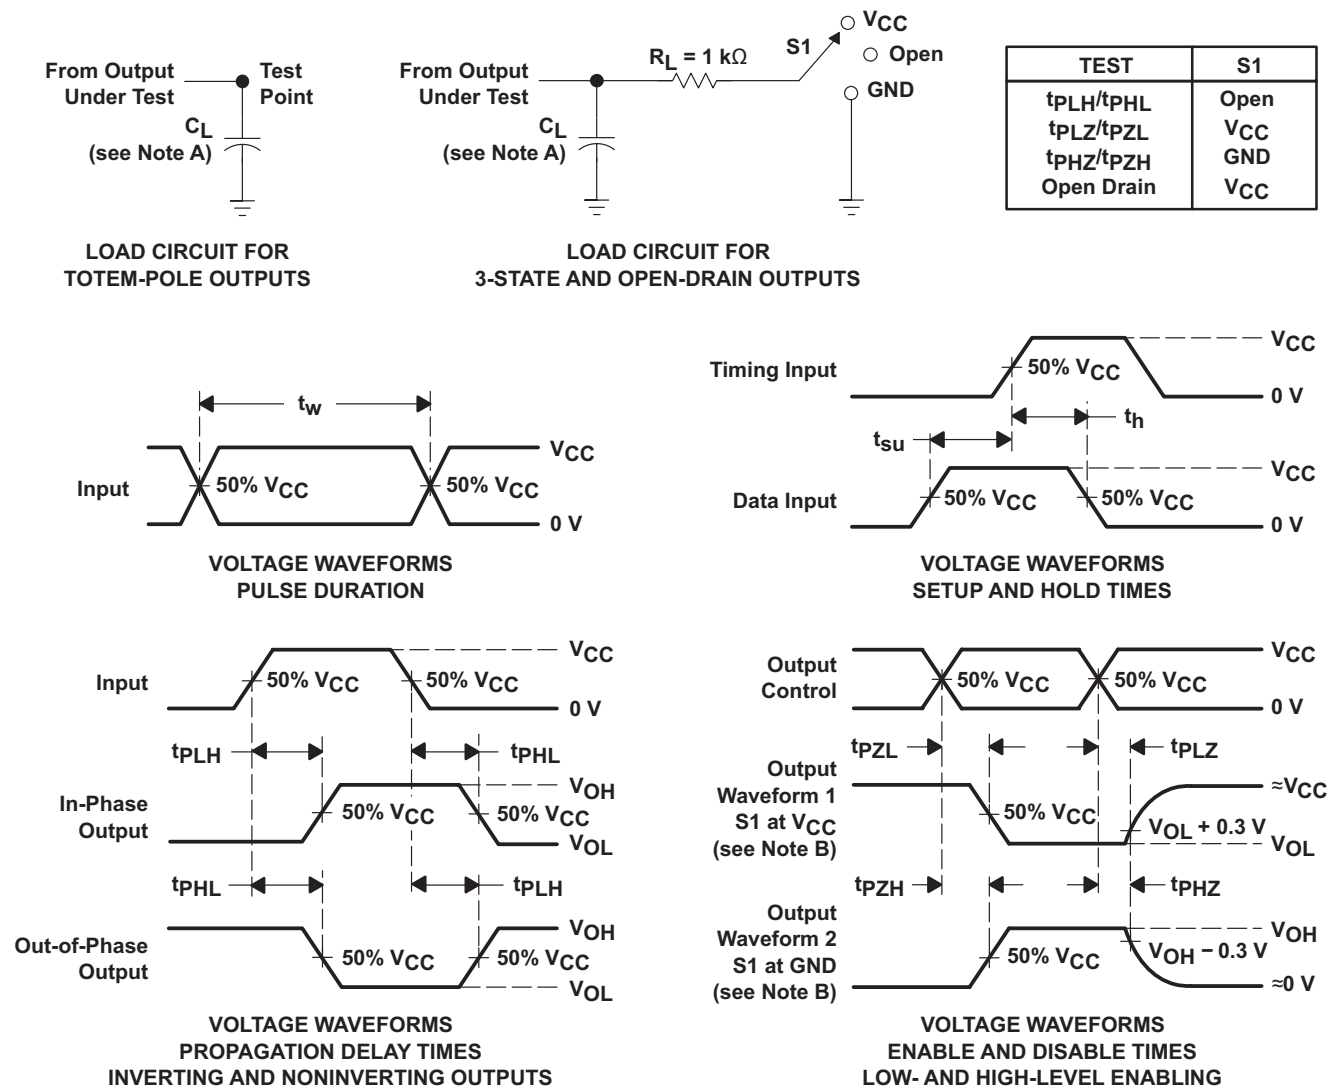 From Output
Under Test
Test
Point
CL
(see Note A)
LOAD CIRCUIT FOR
TOTEM-POLE OUTPUTS
From Output
Under Test
RL = 1 kΩ
S1
VCC
Open
GND
CL
(see Note A)
LOAD CIRCUIT FOR
3-STATE AND OPEN-DRAIN OUTPUTS
TEST S1
tPLH/tPHL Open
tPLZ/tPZL VCC
tPHZ/tPZH GND
Open Drain VCC
tw
Input
50% VCC
50% VCC
VCC
0 V
VOLTAGE WAVEFORMS
PULSE DURATION
Timing Input
50% VCC
VCC
0 V
tsu
th
Data Input
50% VCC
50% VCC
VCC
0 V
VOLTAGE WAVEFORMS
SETUP AND HOLD TIMES
Input
50% VCC
50% VCC
VCC
0 V
tPLH
tPHL
In-Phase
Output
50% VCC
50% VCC
VOH
VOL
tPHL
tPLH
Out-of-Phase
Output
50% VCC
50% VCC
VOH
VOL
VOLTAGE WAVEFORMS
PROPAGATION DELAY TIMES
INVERTING AND NONINVERTING OUTPUTS
Output
Control
50% VCC
50% VCC
VCC
0 V
tPZL
tPLZ
Output
Waveform 1
S1 at VCC
(see Note B)
50% VCC
VOL + 0.3 V
≈VCC
VOL
tPZH
tPHZ
Output
Waveform 2
S1 at GND
(see Note B)
50% VCC
VOH − 0.3 V
VOH
≈0 V
VOLTAGE WAVEFORMS
ENABLE AND DISABLE TIMES
LOW- AND HIGH-LEVEL ENABLING